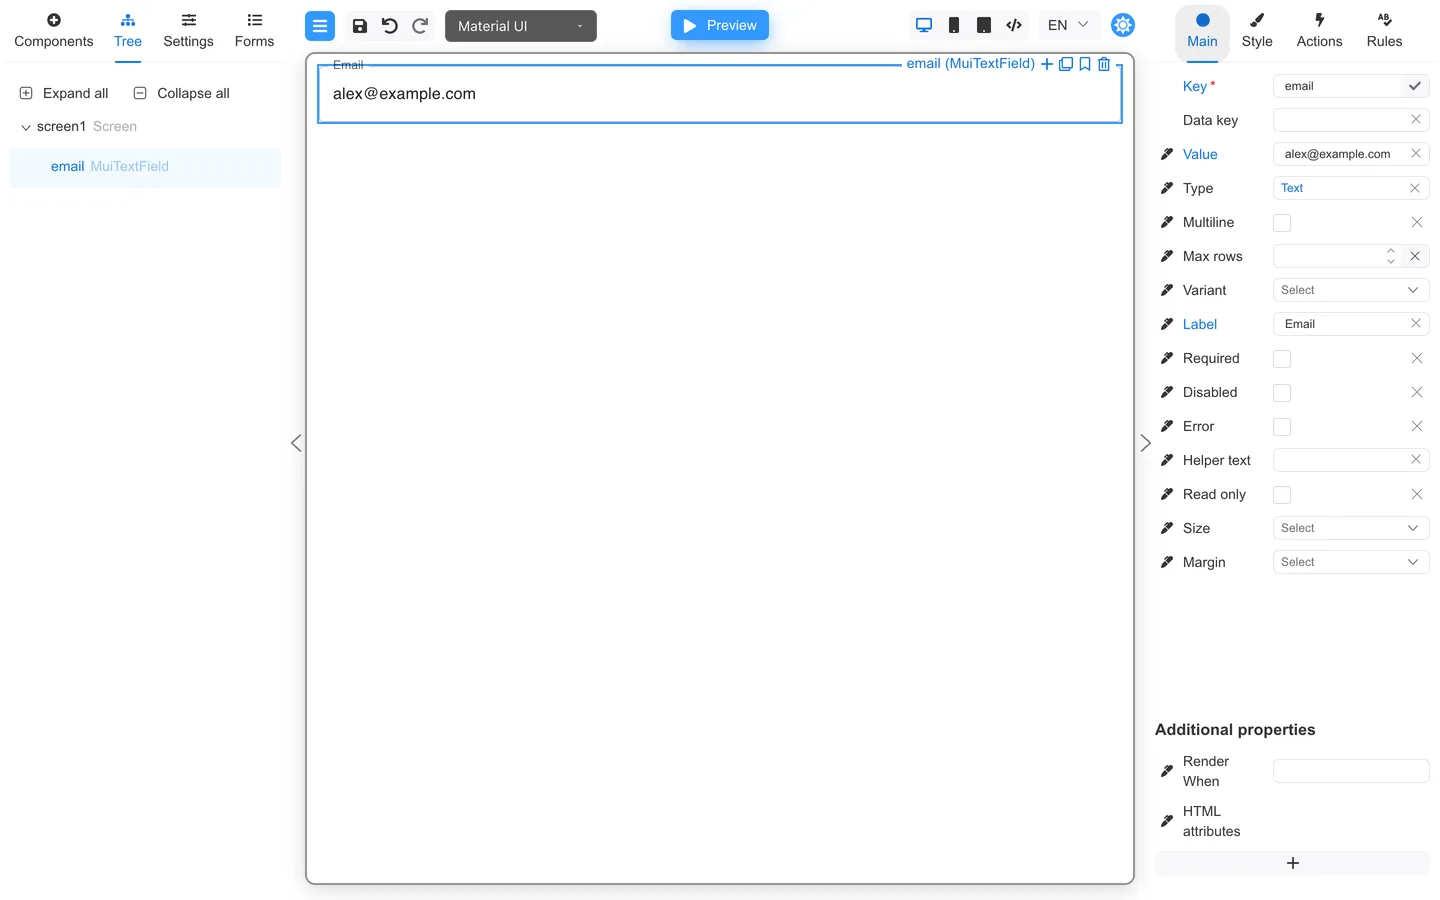 Components
Tree
Settings
Forms
Material UI
Preview
EN
Main
Style
Actions
Rules
Expand all
Collapse all
screen1 Screen
email MuiTextField
Email
email (MuiTextField)
alex@example.com
Key* email
Data key
Value alex@example.com
Type Text
Multiline
Max rows
Variant Select
Label Email
Required
Disabled
Error
Helper text
Read only
Size Select
Margin Select
Additional properties
Render
When
HTML
attributes